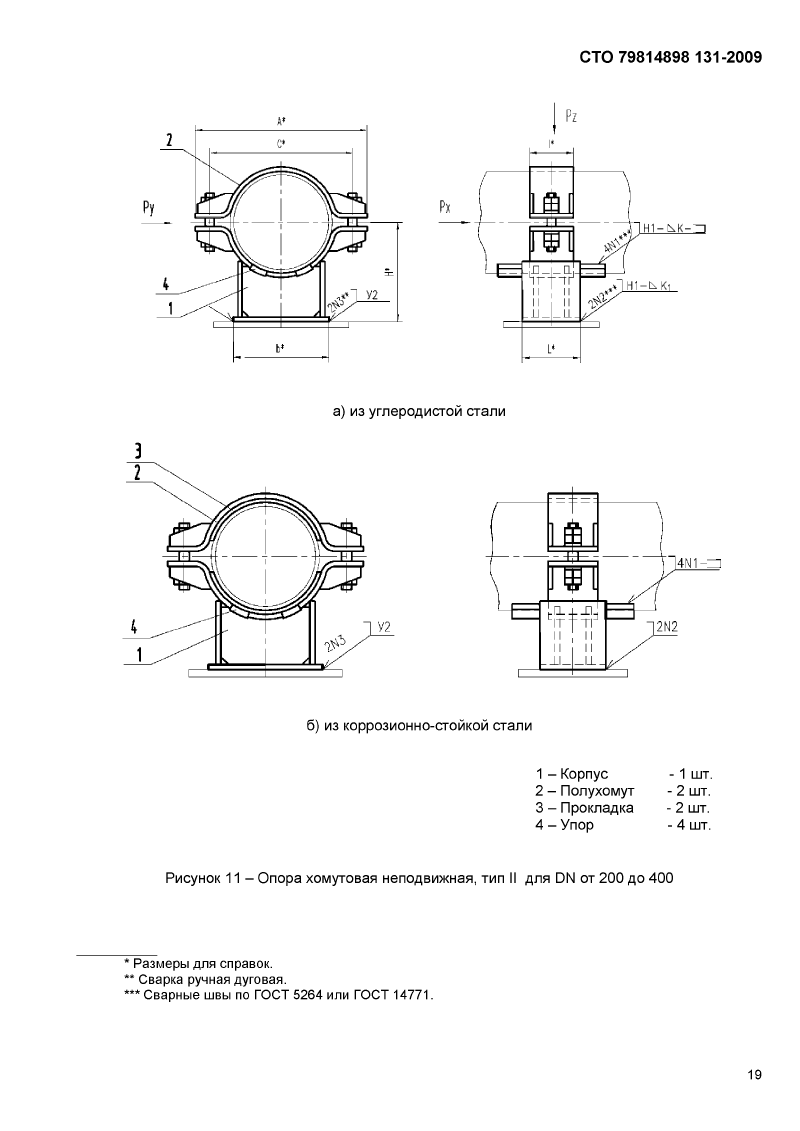 СТО 79814898 131-2009
A*
C*
2
Pz
l*
Py
Px
4N1***
Н1-◺К-⊐
H*
4
1
2N3**
У2
2N2***
Н1-◺К1
b*
L*
а) из углеродистой стали
3
2
4N1-⊐
4
1
2N3
У2
2N2
б) из коррозионно-стойкой стали
1 – Корпус - 1 шт.
2 – Полухомут - 2 шт.
3 – Прокладка - 2 шт.
4 – Упор - 4 шт.
Рисунок 11 – Опора хомутовая неподвижная, тип II для DN от 200 до 400
* Размеры для справок.
** Сварка ручная дуговая.
*** Сварные швы по ГОСТ 5264 или ГОСТ 14771.
19